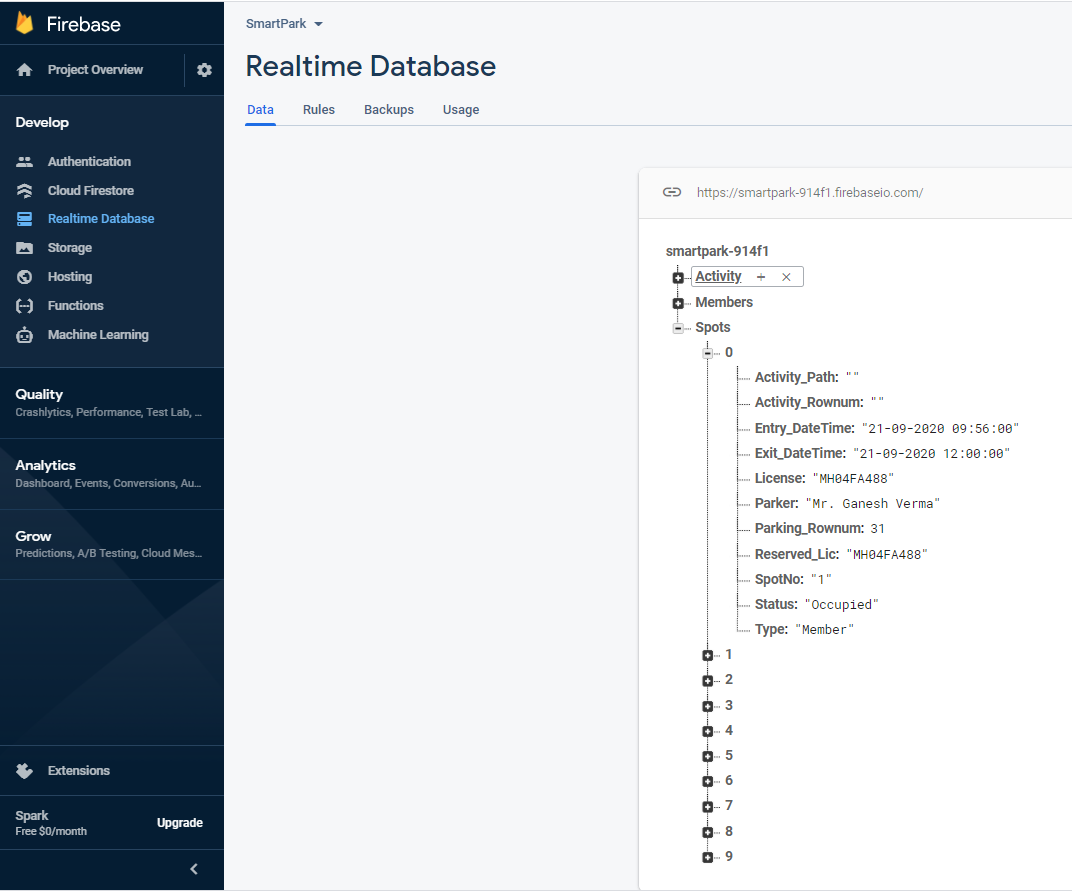 Firebase
Project Overview
Develop
Authentication
Cloud Firestore
Realtime Database
Storage
Hosting
Functions
Machine Learning
Quality
Crashlytics, Performance, Test Lab, ...
Analytics
Dashboard, Events, Conversions, Au...
Grow
Predictions, A/B Testing, Cloud Mes...
Extensions
Spark
Free $0/month
Upgrade
SmartPark
Realtime Database
Data Rules Backups Usage
https://smartpark-914f1.firebaseio.com/
smartpark-914f1
Activity + ×
Members
Spots
0
Activity_Path: ""
Activity_Rownum: ""
Entry_DateTime: "21-09-2020 09:56:00"
Exit_DateTime: "21-09-2020 12:00:00"
License: "MH04FA488"
Parker: "Mr. Ganesh Verma"
Parking_Rownum: 31
Reserved_Lic: "MH04FA488"
SpotNo: "1"
Status: "Occupied"
Type: "Member"
1
2
3
4
5
6
7
8
9